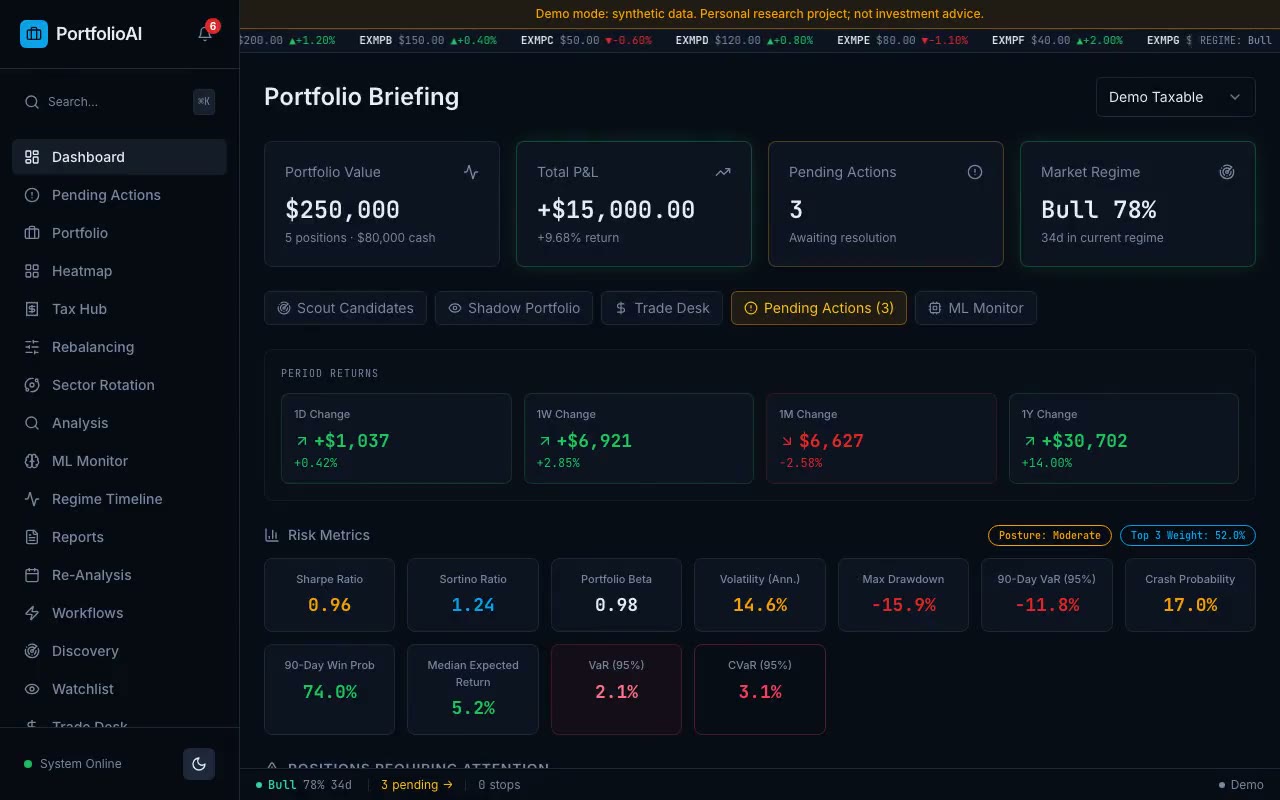 PortfolioAI
6
Search...
⌘K
Dashboard
Pending Actions
Portfolio
Heatmap
Tax Hub
Rebalancing
Sector Rotation
Analysis
ML Monitor
Regime Timeline
Reports
Re-Analysis
Workflows
Discovery
Watchlist
Trade Desk
System Online
Demo mode: synthetic data. Personal research project; not investment advice.
$200.00 ▲+1.20% EXMPB $150.00 ▲+0.40% EXMPC $50.00 ▼-0.60% EXMPD $120.00 ▲+0.80% EXMPE $80.00 ▼-1.10% EXMPF $40.00 ▲+2.00% EXMPG $ REGIME: Bull
Portfolio Briefing
Demo Taxable
Portfolio Value
$250,000
5 positions · $80,000 cash
Total P&L
+$15,000.00
+9.68% return
Pending Actions
3
Awaiting resolution
Market Regime
Bull 78%
34d in current regime
Scout Candidates
Shadow Portfolio
Trade Desk
Pending Actions (3)
ML Monitor
PERIOD RETURNS
1D Change
+$1,037
+0.42%
1W Change
+$6,921
+2.85%
1M Change
$6,627
-2.58%
1Y Change
+$30,702
+14.00%
Risk Metrics
Posture: Moderate
Top 3 Weight: 52.0%
Sharpe Ratio
0.96
Sortino Ratio
1.24
Portfolio Beta
0.98
Volatility (Ann.)
14.6%
Max Drawdown
-15.9%
90-Day VaR (95%)
-11.8%
Crash Probability
17.0%
90-Day Win Prob
74.0%
Median Expected
Return
5.2%
VaR (95%)
2.1%
CVaR (95%)
3.1%
POSITIONS REQUIRING ATTENTION
Bull 78% 34d
3 pending →
0 stops
Demo